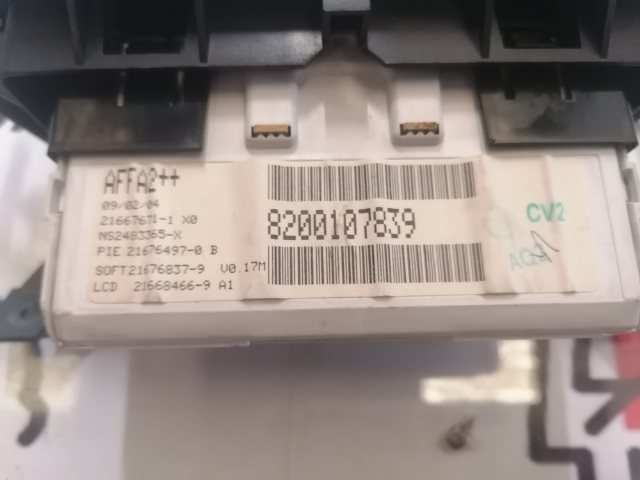 AFFA2++
09/02/04
21667671-1 X0
NS2483365-X
PIE 21676497-0 B
SOFT21676837-9 V0.17M
LCD 21668466-9 A1
8200107839
CV2